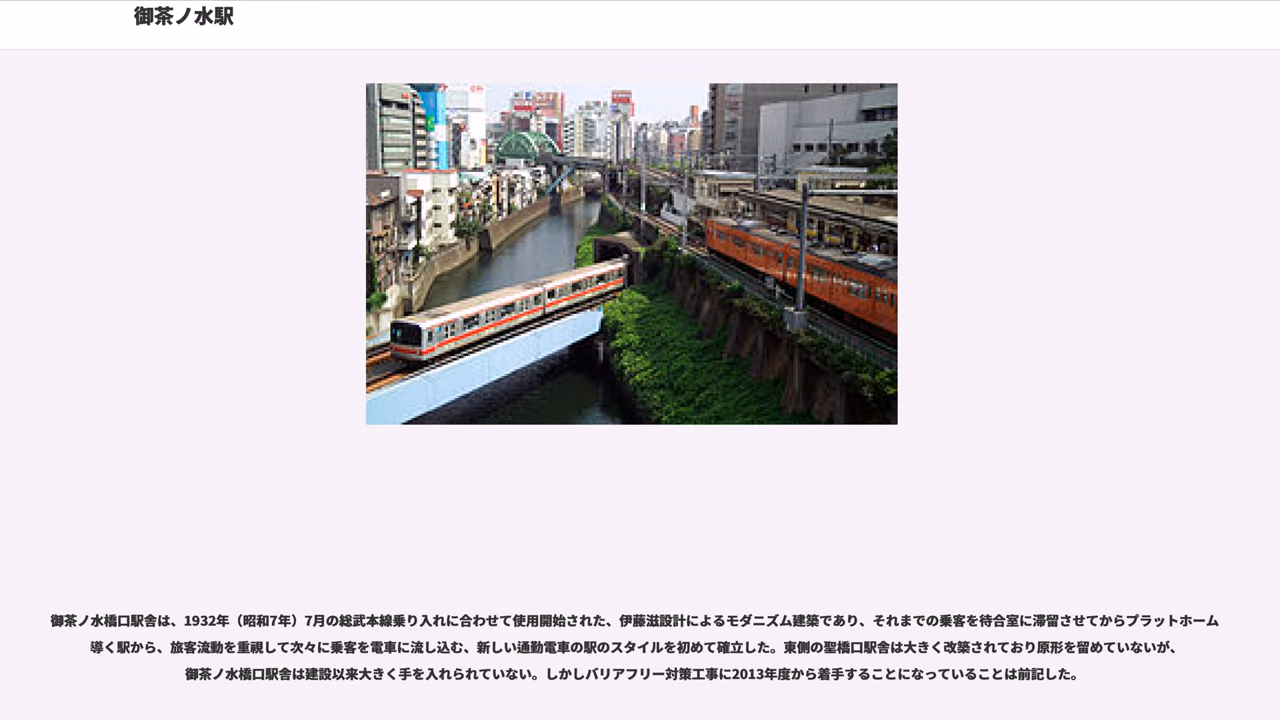 御茶ノ水駅
御茶ノ水橋口駅舎は、1932年（昭和7年）7月の総武本線乗り入れに合わせて使用開始された、伊藤滋設計によるモダニズム建築であり、それまでの乗客を待合室に滞留させてからプラットホーム
導く駅から、旅客流動を重視して次々に乗客を電車に流し込む、新しい通勤電車の駅のスタイルを初めて確立した。東側の聖橋口駅舎は大きく改築されており原形を留めていないが、
御茶ノ水橋口駅舎は建設以来大きく手を入れられていない。しかしバリアフリー対策工事に2013年度から着手することになっていることは前記した。